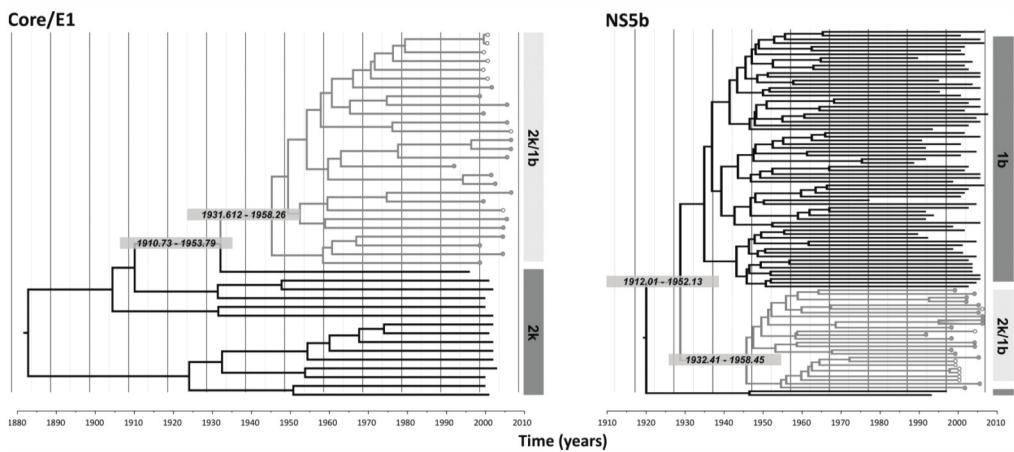 Core/E1
NS5b
2k/1b
1b
1931.612 - 1958.26
1910.73 - 1953.79
2k
1912.01 - 1952.13
2k/1b
1932.41 - 1958.45
1880 1890 1900 1910 1920 1930 1940 1950 1960 1970 1980 1990 2000 2010
1910 1920 1930 1940 1950 1960 1970 1980 1990 2000 2010
Time (years)